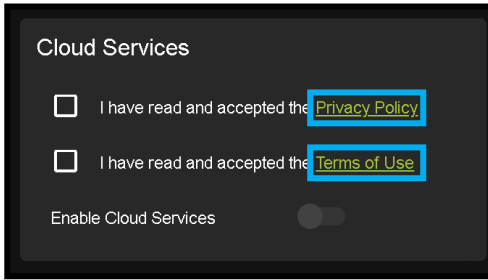 Cloud Services
I have read and accepted the Privacy Policy
I have read and accepted the Terms of Use
Enable Cloud Services